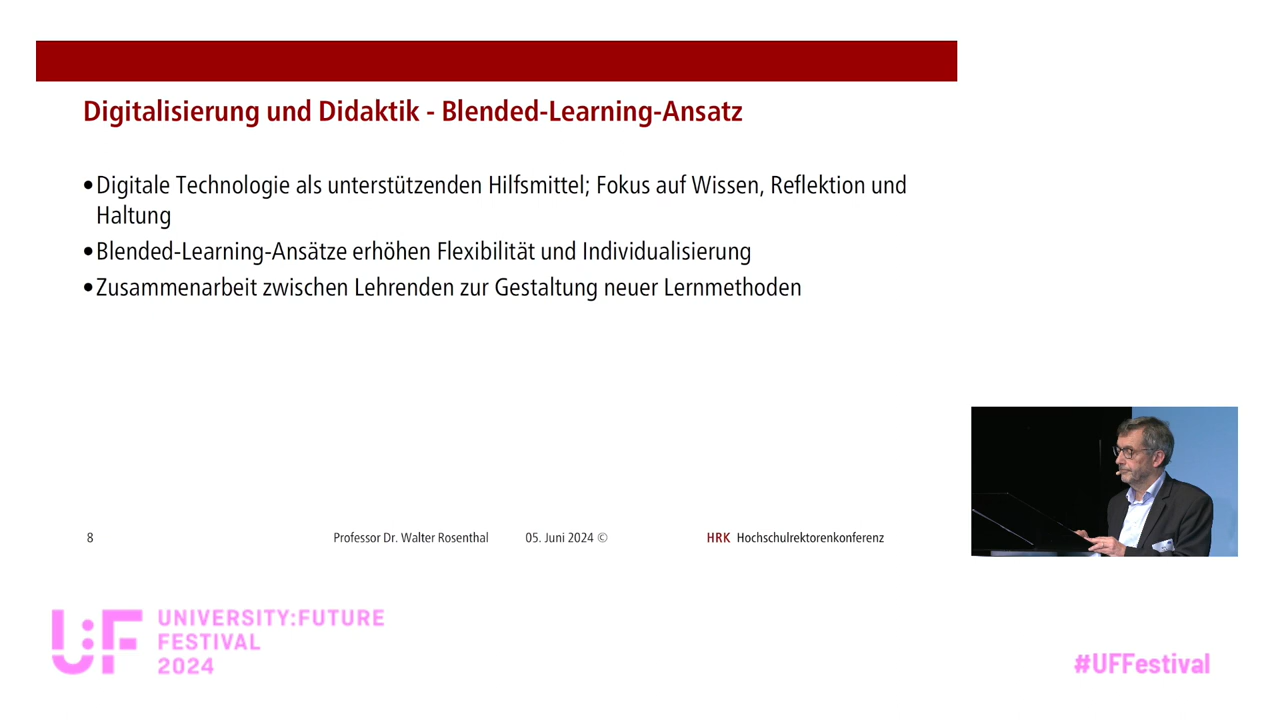 Digitalisierung und Didaktik - Blended-Learning-Ansatz
•Digitale Technologie als unterstützenden Hilfsmittel; Fokus auf Wissen, Reflektion und
Haltung
•Blended-Learning-Ansätze erhöhen Flexibilität und Individualisierung
•Zusammenarbeit zwischen Lehrenden zur Gestaltung neuer Lernmethoden
8 Professor Dr. Walter Rosenthal 05. Juni 2024 © HRK Hochschulrektorenkonferenz
U:F
UNIVERSITY:FUTURE
FESTIVAL
2024
#UFFestival